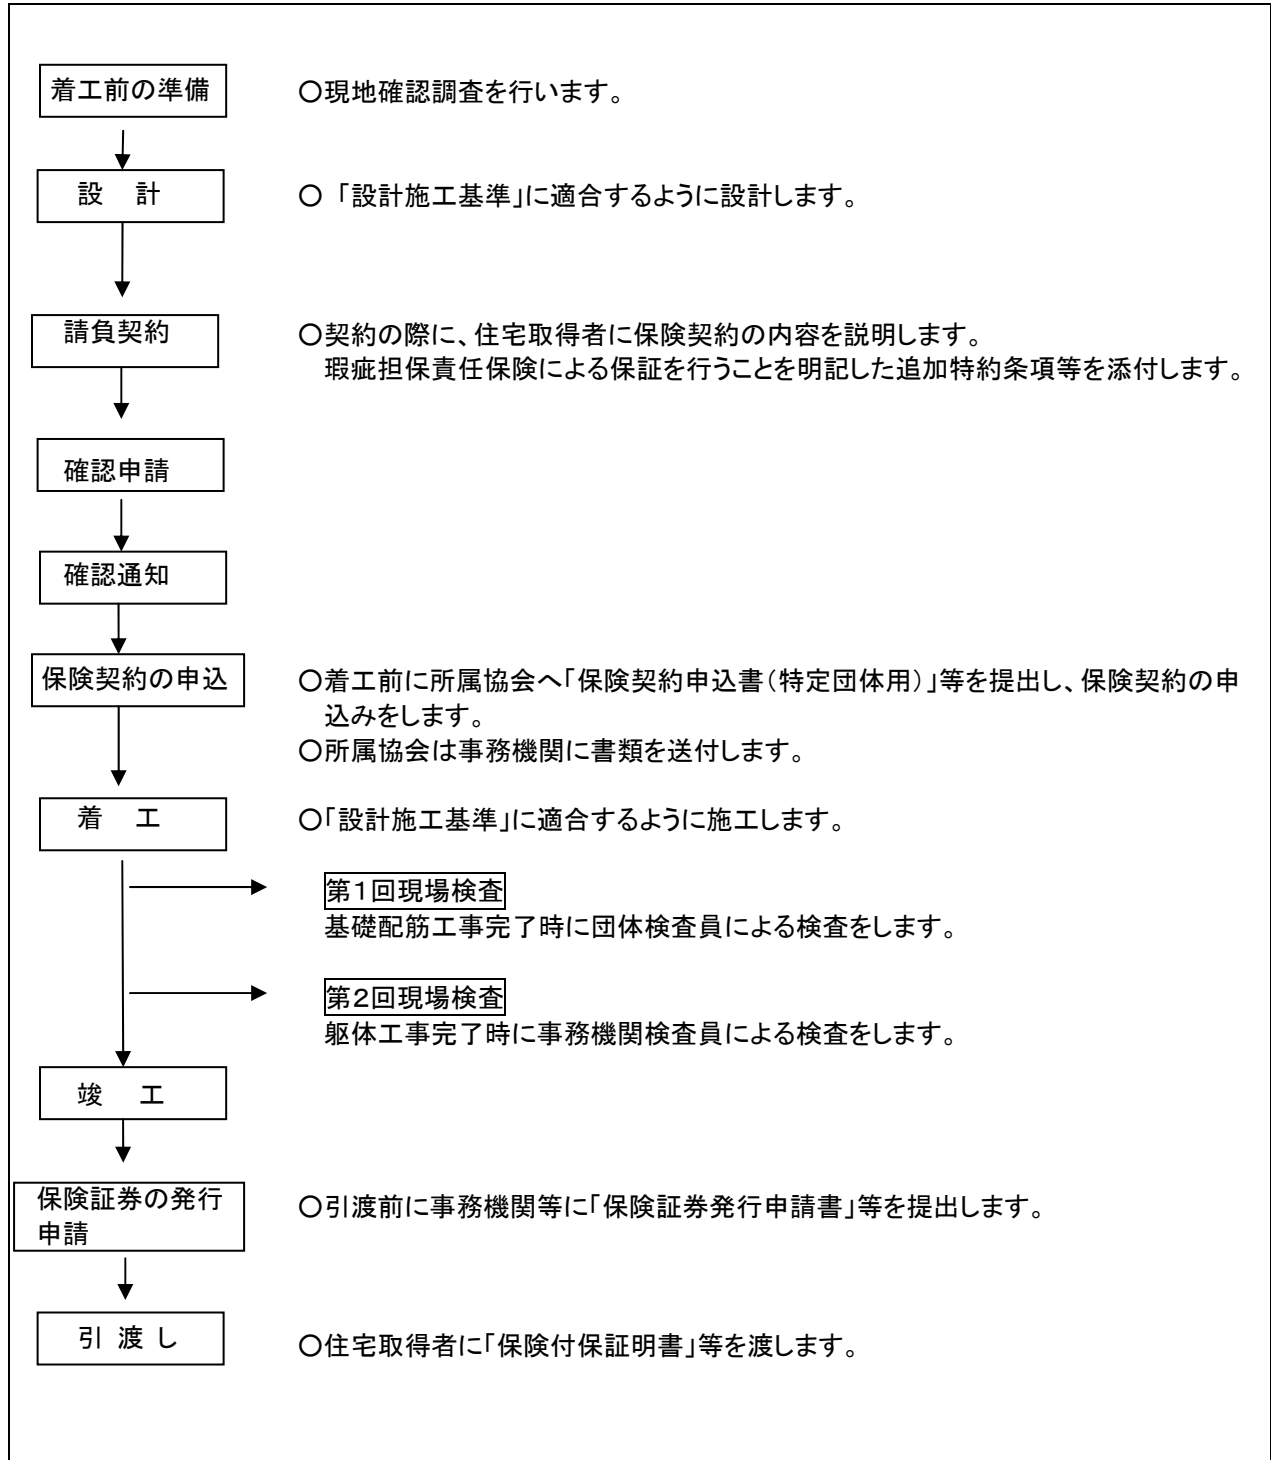 着工前の準備
〇現地確認調査を行います。
設　計
〇「設計施工基準」に適合するように設計します。
請負契約
〇契約の際に、住宅取得者に保険契約の内容を説明します。
瑕疵担保責任保険による保証を行うことを明記した追加特約条項等を添付します。
確認申請
確認通知
保険契約の申込
〇着工前に所属協会へ「保険契約申込書（特定団体用）」等を提出し、保険契約の申
込みをします。
〇所属協会は事務機関に書類を送付します。
着　工
〇「設計施工基準」に適合するように施工します。
第１回現場検査
基礎配筋工事完了時に団体検査員による検査をします。
第２回現場検査
躯体工事完了時に事務機関検査員による検査をします。
竣　工
保険証券の発行
申請
〇引渡前に事務機関等に「保険証券発行申請書」等を提出します。
引 渡 し
〇住宅取得者に「保険付保証明書」等を渡します。